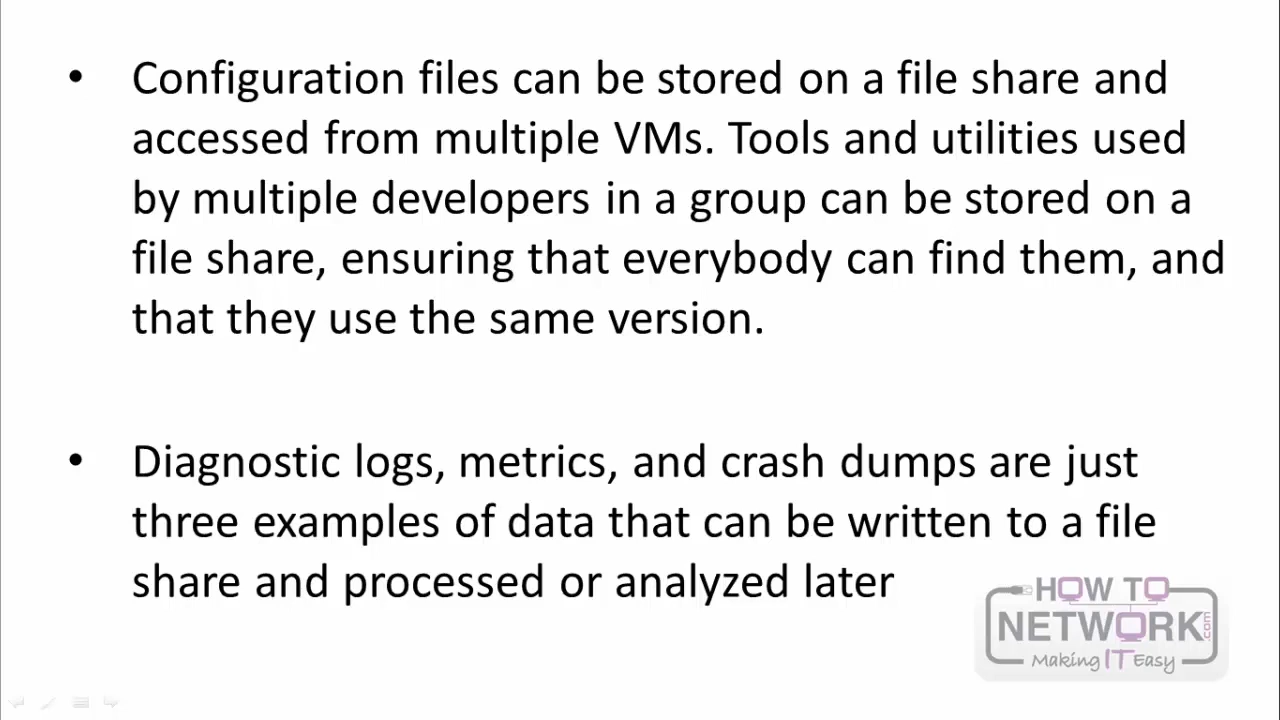 • Configuration files can be stored on a file share and
accessed from multiple VMs. Tools and utilities used
by multiple developers in a group can be stored on a
file share, ensuring that everybody can find them, and
that they use the same version.
• Diagnostic logs, metrics, and crash dumps are just
three examples of data that can be written to a file
share and processed or analyzed later
HOW TO
NETWORK.com
Making IT Easy